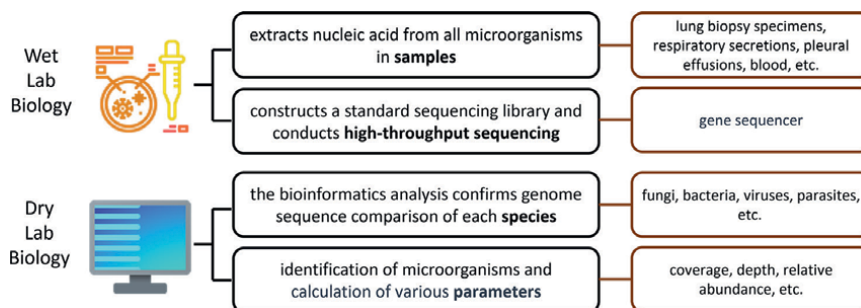 Wet
Lab
Biology
extracts nucleic acid from all microorganisms
in samples
lung biopsy specimens,
respiratory secretions, pleural
effusions, blood, etc.
constructs a standard sequencing library and
conducts high-throughput sequencing
gene sequencer
Dry
Lab
Biology
the bioinformatics analysis confirms genome
sequence comparison of each species
fungi, bacteria, viruses, parasites,
etc.
identification of microorganisms and
calculation of various parameters
coverage, depth, relative
abundance, etc.